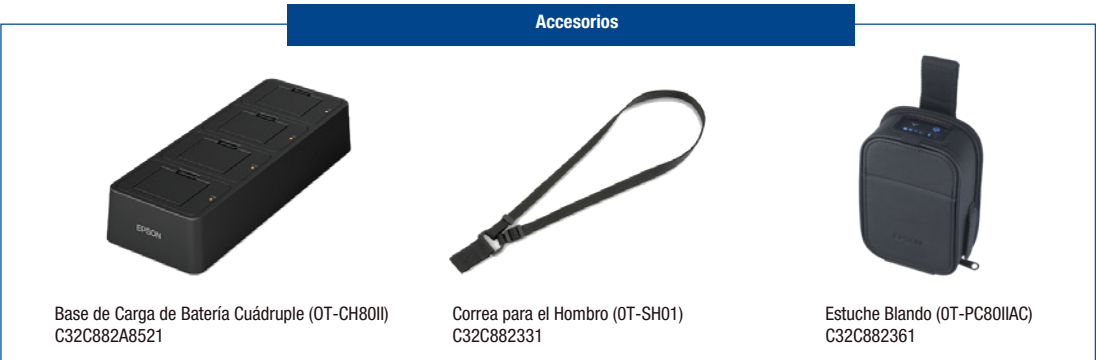 Accesorios
EPSON
EPSON
Base de Carga de Batería Cuádruple (OT-CH80II)
C32C882A8521
Correa para el Hombro (OT-SH01)
C32C882331
Estuche Blando (OT-PC80IIAC)
C32C882361